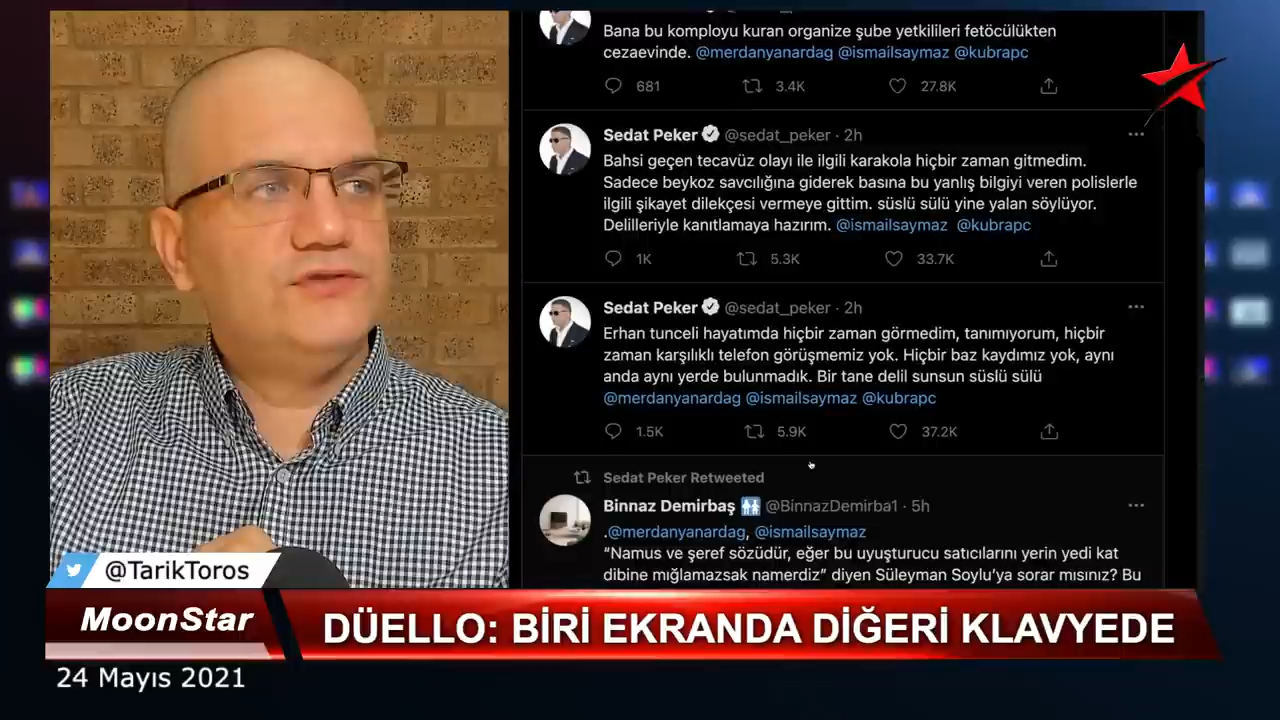 Bana bu komployu kuran organize şube yetkilileri fetöcülükten
cezaevinde. @merdanyanardag @ismailsaymaz @kubrapc
681 3.4K 27.8K
Sedat Peker @sedat_peker · 2h
Bahsi geçen tecavüz olayı ile ilgili karakola hiçbir zaman gitmedim.
Sadece beykoz savcılığına giderek basına bu yanlış bilgiyi veren polislerle
ilgili şikayet dilekçesi vermeye gittim. süslü sülü yine yalan söylüyor.
Delilleriyle kanıtlamaya hazırım. @ismailsaymaz @kubrapc
1K 5.3K 33.7K
Sedat Peker @sedat_peker · 2h
Erhan tunceli hayatımda hiçbir zaman görmedim, tanımıyorum, hiçbir
zaman karşılıklı telefon görüşmemiz yok. Hiçbir baz kaydımız yok, aynı
anda aynı yerde bulunmadık. Bir tane delil sunsun süslü sülü
@merdanyanardag @ismailsaymaz @kubrapc
1.5K 5.9K 37.2K
Sedat Peker Retweeted
Binnaz Demirbaş @BinnazDemirba1 · 5h
.@merdanyanardag, @ismailsaymaz
“Namus ve şeref sözüdür, eğer bu uyuşturucu satıcılarını yerin yedi kat
dibine mığlamazsak namerdiz” diyen Süleyman Soylu’ya sorar mısınız? Bu
@TarikToros
MoonStar
DÜELLO: BİRİ EKRANDA DİĞERİ KLAVYEDE
24 Mayıs 2021